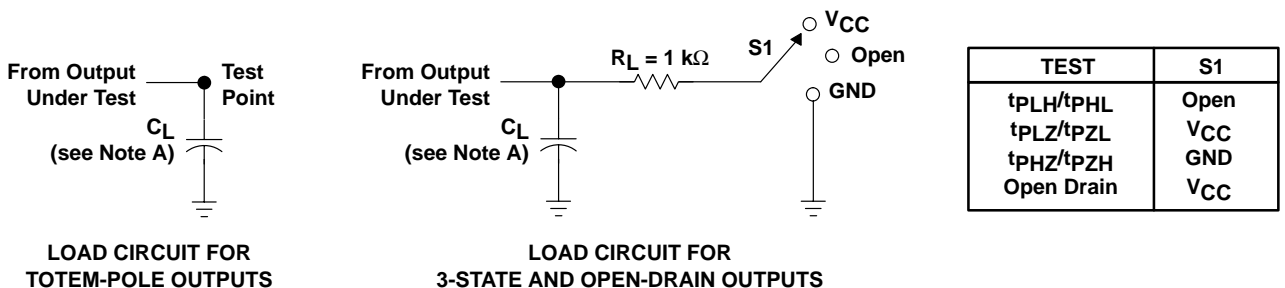 From Output
Under Test
Test
Point
CL
(see Note A)
LOAD CIRCUIT FOR
TOTEM-POLE OUTPUTS
From Output
Under Test
RL = 1 kΩ
S1
VCC
Open
GND
CL
(see Note A)
LOAD CIRCUIT FOR
3-STATE AND OPEN-DRAIN OUTPUTS
TEST S1
tPLH/tPHL Open
tPLZ/tPZL VCC
tPHZ/tPZH GND
Open Drain VCC